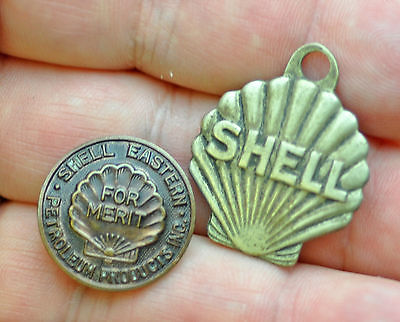 SHELL EASTERN
FOR
MERIT
PETROLEUM PRODUCTS INC.
SHELL